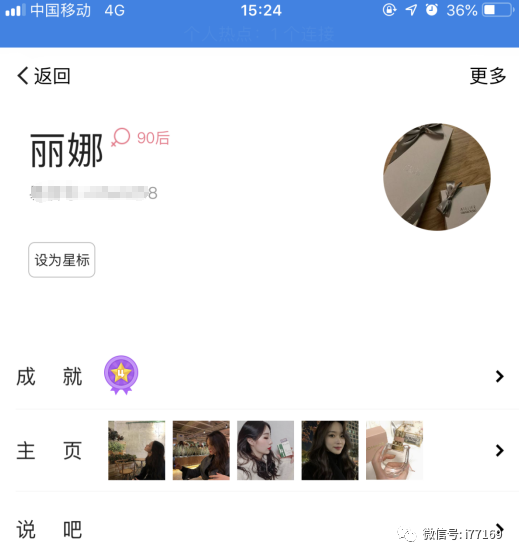 中国移动 4G 15:24 36%
个人热点 1个连接
返回 更多
丽娜 90后
8
设为星标
成就
主页
说吧
微信号: i77169